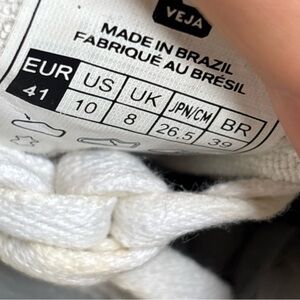 VEJA
MADE IN BRAZIL
FABRIQUÉ AU BRÉSIL
EUR US UK JPN/CM BR
41 10 8 26.5 39